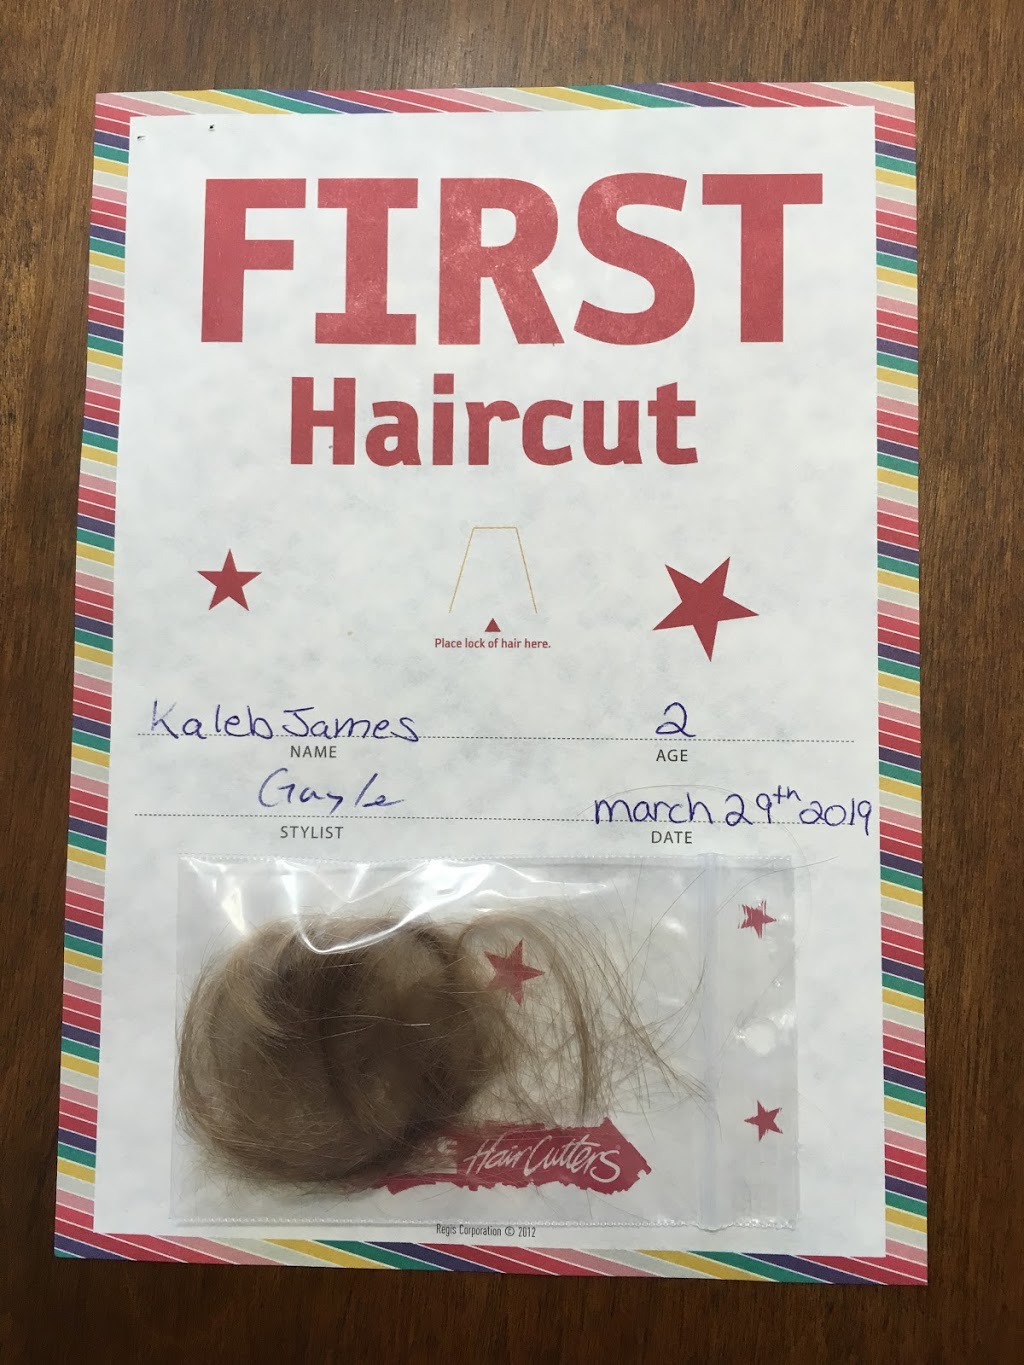 FIRST
Haircut
Place lock of hair here.
Kaleb James 2
NAME AGE
Gayle march 29th 2019
STYLIST DATE
HairCutters
Regis Corporation © 2012